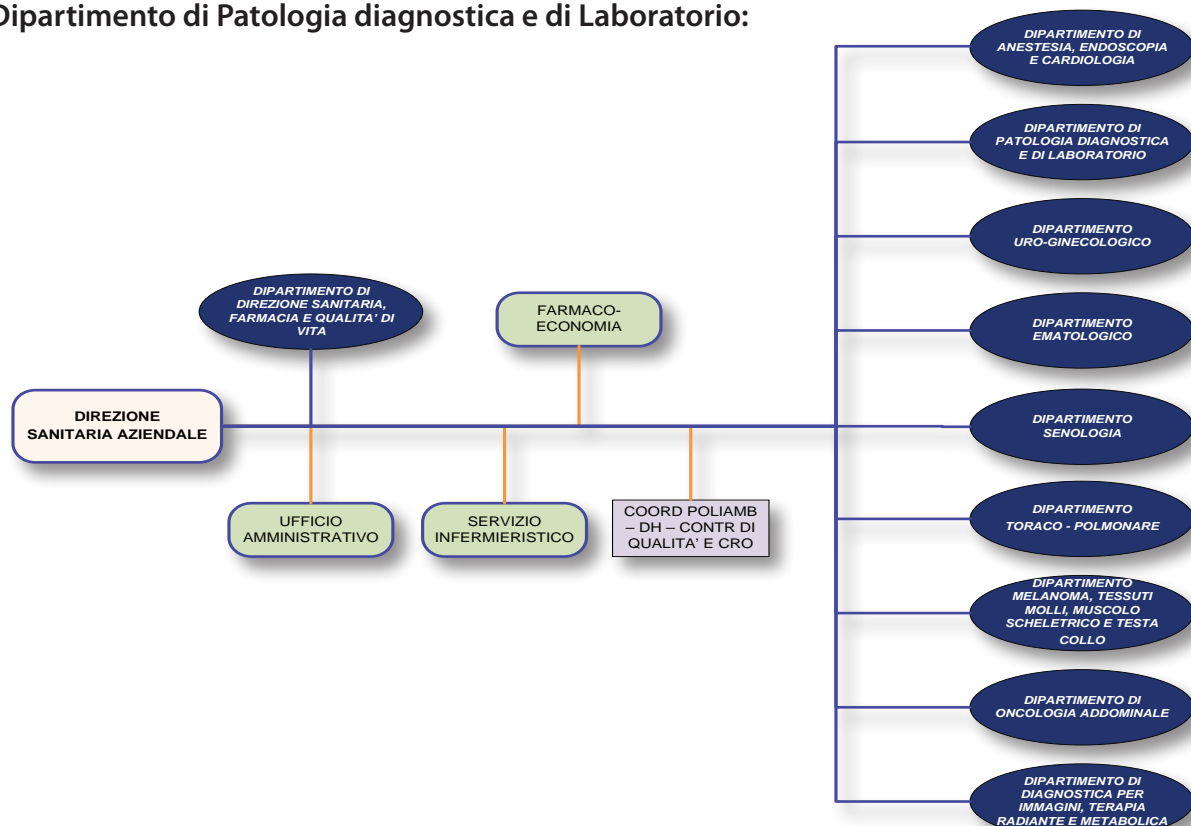 Dipartimento di Patologia diagnostica e di Laboratorio:
DIPARTIMENTO DI
ANESTESIA, ENDOSCOPIA
E CARDIOLOGIA
DIPARTIMENTO DI
PATOLOGIA DIAGNOSTICA
E DI LABORATORIO
DIPARTIMENTO
URO-GINECOLOGICO
DIPARTIMENTO DI
DIREZIONE SANITARIA,
FARMACIA E QUALITA' DI
VITA
FARMACO-
ECONOMIA
DIPARTIMENTO
EMATOLOGICO
DIREZIONE
SANITARIA AZIENDALE
DIPARTIMENTO
SENOLOGIA
UFFICIO
AMMINISTRATIVO
SERVIZIO
INFERMIERISTICO
COORD POLIAMB
– DH – CONTR DI
QUALITA' E CRO
DIPARTIMENTO
TORACO - POLMONARE
DIPARTIMENTO
MELANOMA, TESSUTI
MOLLI, MUSCOLO
SCHELETRICO E TESTA
COLLO
DIPARTIMENTO DI
ONCOLOGIA ADDOMINALE
DIPARTIMENTO DI
DIAGNOSTICA PER
IMMAGINI, TERAPIA
RADIANTE E METABOLICA